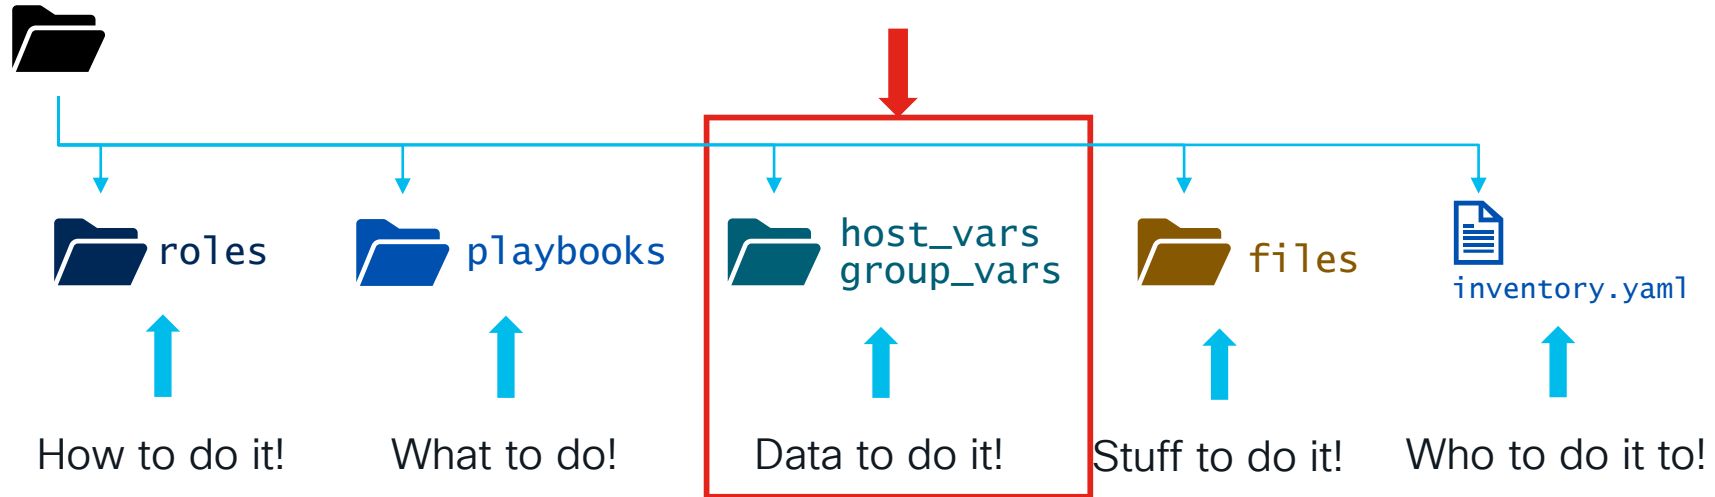 roles
playbooks
host_vars
group_vars
files
inventory.yaml
How to do it!
What to do!
Data to do it!
Stuff to do it!
Who to do it to!